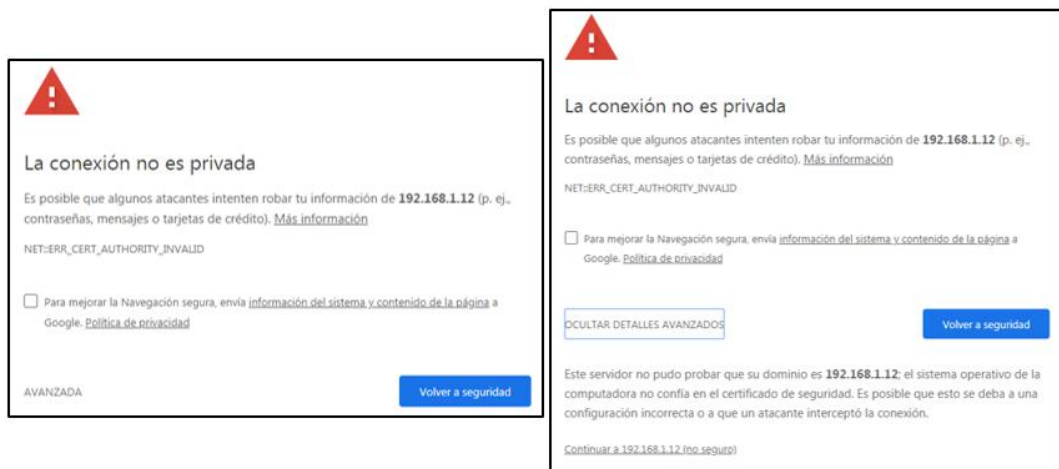 La conexión no es privada
Es posible que algunos atacantes intenten robar tu información de 192.168.1.12 (p. ej.,
contraseñas, mensajes o tarjetas de crédito). Más información
NET::ERR_CERT_AUTHORITY_INVALID
Para mejorar la Navegación segura, envía información del sistema y contenido de la página a
Google. Política de privacidad
AVANZADA
Volver a seguridad
La conexión no es privada
Es posible que algunos atacantes intenten robar tu información de 192.168.1.12 (p. ej.,
contraseñas, mensajes o tarjetas de crédito). Más información
NET::ERR_CERT_AUTHORITY_INVALID
Para mejorar la Navegación segura, envía información del sistema y contenido de la página a
Google. Política de privacidad
OCULTAR DETALLES AVANZADOS
Volver a seguridad
Este servidor no pudo probar que su dominio es 192.168.1.12; el sistema operativo de la
computadora no confía en el certificado de seguridad. Es posible que esto se deba a una
configuración incorrecta o a que un atacante interceptó la conexión.
Continuar a 192.168.1.12 (no seguro)